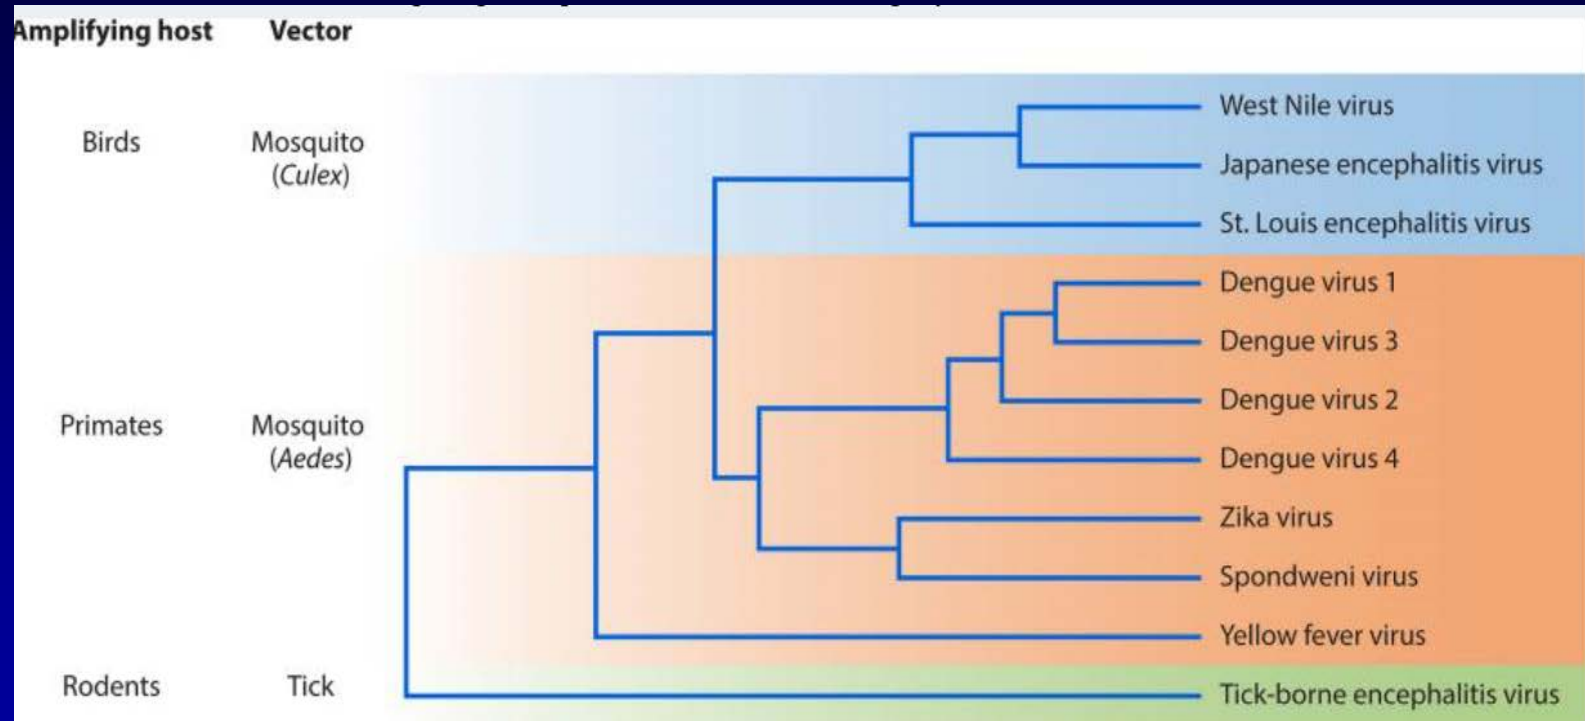 Amplifying host Vector
Birds Mosquito
(Culex)
West Nile virus
Japanese encephalitis virus
St. Louis encephalitis virus
Dengue virus 1
Dengue virus 3
Dengue virus 2
Primates Mosquito
(Aedes)
Dengue virus 4
Zika virus
Spondweni virus
Yellow fever virus
Rodents Tick
Tick-borne encephalitis virus